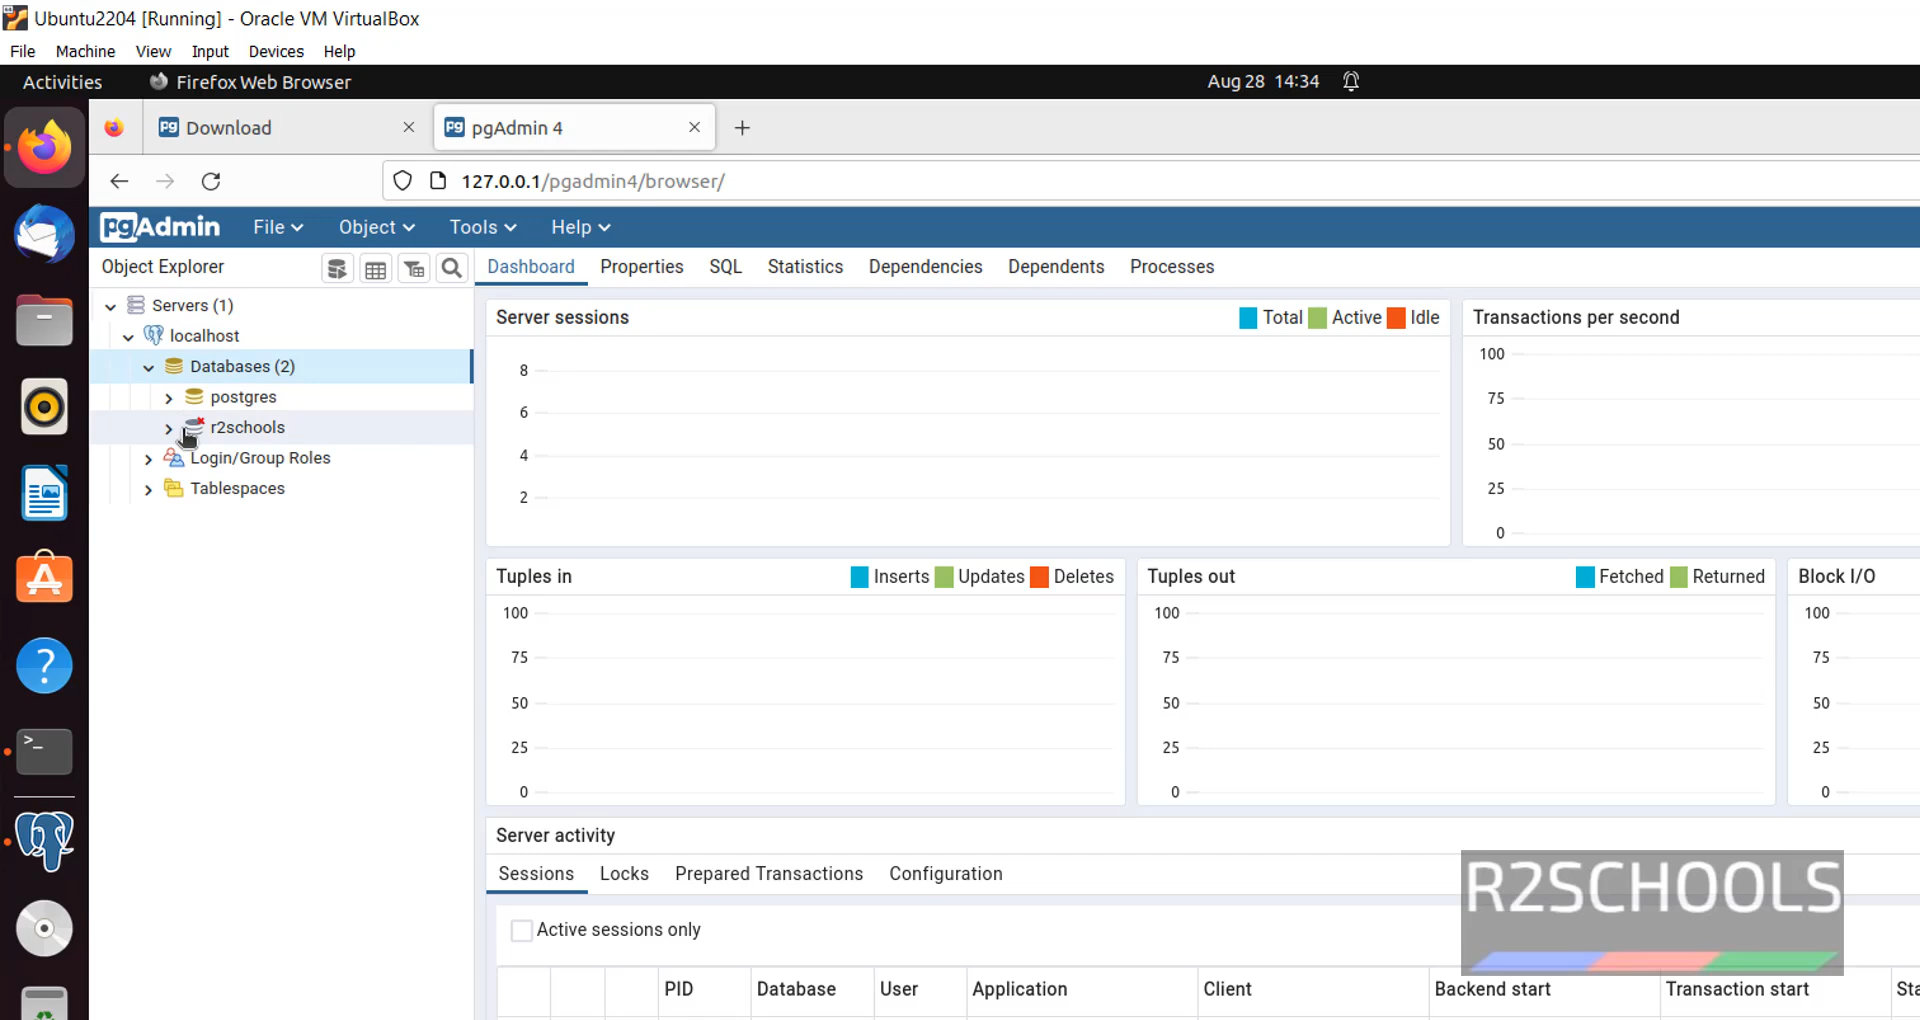 Ubuntu2204 [Running] - Oracle VM VirtualBox
File Machine View Input Devices Help
Activities Firefox Web Browser Aug 28 14:34
Pg Download × Pg pgAdmin 4 × +
127.0.0.1/pgadmin4/browser/
pgAdmin File Object Tools Help
Object Explorer
Dashboard Properties SQL Statistics Dependencies Dependents Processes
Servers (1)
localhost
Databases (2)
postgres
r2schools
Login/Group Roles
Tablespaces
Server sessions Total Active Idle
8
6
4
2
Transactions per second
100
75
50
25
0
Tuples in Inserts Updates Deletes
100
75
50
25
0
Tuples out Fetched Returned
100
75
50
25
0
Block I/O
100
75
50
25
0
Server activity
Sessions Locks Prepared Transactions Configuration
Active sessions only
PID Database User Application Client Backend start Transaction start Sta
R2SCHOOLS